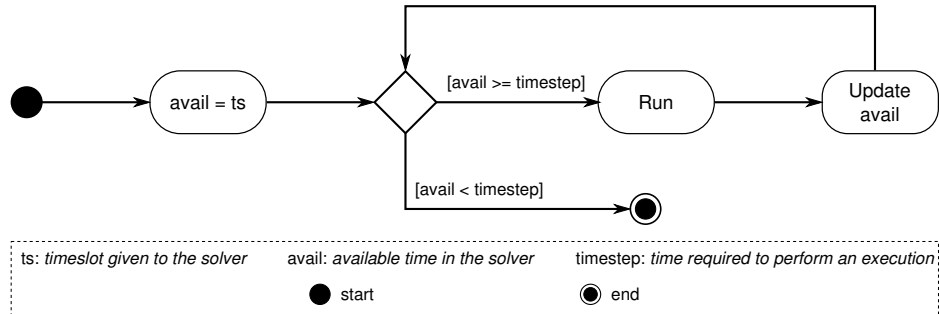 [avail >= timestep]
avail = ts
Run
Update
avail
[avail < timestep]
ts: timeslot given to the solver
avail: available time in the solver
timestep: time required to perform an execution
start
end